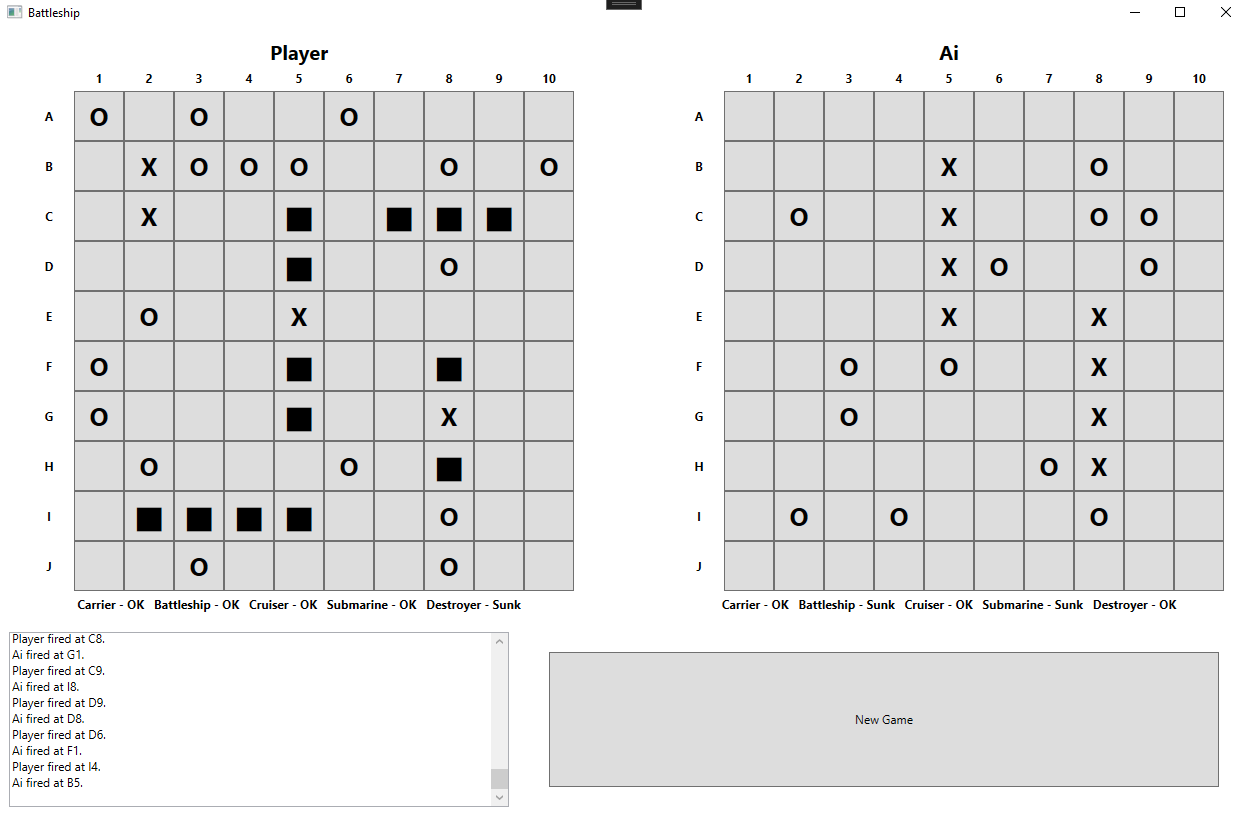 Battleship
Player Ai
1 2 3 4 5 6 7 8 9 10 1 2 3 4 5 6 7 8 9 10
A O O O A
B X O O O O O B X O
C X C O X O O
D O D X O O
E O X E X X
F O F O O X
G O X G O X
H O O H O X
I O I O O O
J O O J
Carrier - OK Battleship - OK Cruiser - OK Submarine - OK Destroyer - Sunk Carrier - OK Battleship - Sunk Cruiser - OK Submarine - Sunk Destroyer - OK
Player fired at C8.
Ai fired at G1.
Player fired at C9.
Ai fired at I8.
Player fired at D9.
Ai fired at D8.
Player fired at D6.
Ai fired at F1.
Player fired at I4.
Ai fired at B5.
New Game